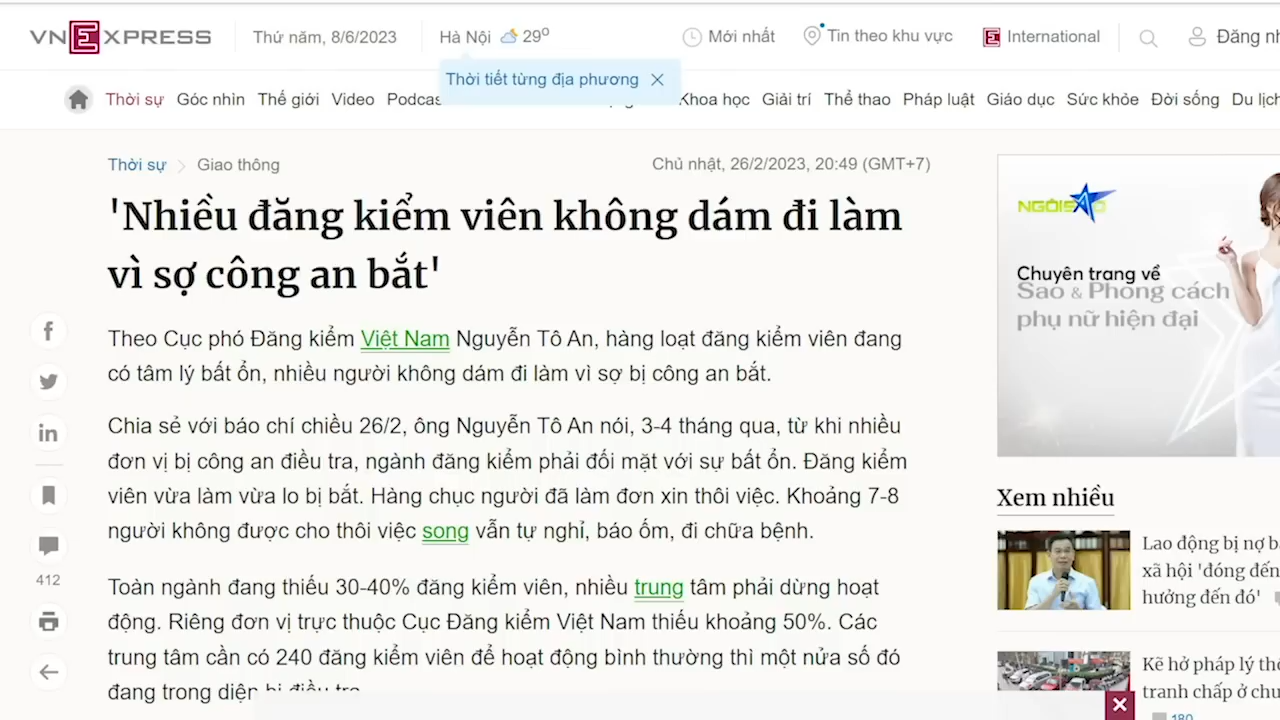 VNEXPRESS
Thứ năm, 8/6/2023
Hà Nội 29º
Mới nhất
Tin theo khu vực
E International
Đăng nh
Thời tiết từng địa phương
Thời sự Góc nhìn Thế giới Video Podcas Khoa học Giải trí Thể thao Pháp luật Giáo dục Sức khỏe Đời sống Du lịch
Thời sự > Giao thông
Chủ nhật, 26/2/2023, 20:49 (GMT+7)
'Nhiều đăng kiểm viên không dám đi làm
vì sợ công an bắt'
Theo Cục phó Đăng kiểm Việt Nam Nguyễn Tô An, hàng loạt đăng kiểm viên đang
có tâm lý bất ổn, nhiều người không dám đi làm vì sợ bị công an bắt.
Chia sẻ với báo chí chiều 26/2, ông Nguyễn Tô An nói, 3-4 tháng qua, từ khi nhiều
đơn vị bị công an điều tra, ngành đăng kiểm phải đối mặt với sự bất ổn. Đăng kiểm
viên vừa làm vừa lo bị bắt. Hàng chục người đã làm đơn xin thôi việc. Khoảng 7-8
người không được cho thôi việc song vẫn tự nghỉ, báo ốm, đi chữa bệnh.
412
Toàn ngành đang thiếu 30-40% đăng kiểm viên, nhiều trung tâm phải dừng hoạt
động. Riêng đơn vị trực thuộc Cục Đăng kiểm Việt Nam thiếu khoảng 50%. Các
trung tâm cần có 240 đăng kiểm viên để hoạt động bình thường thì một nửa số đó
đang trong diện bị điều tra
NGÔISAO
Chuyên trang về
Sao & Phong cách
phụ nữ hiện đại
Xem nhiều
Lao động bị nợ b
xã hội 'đóng đến
hưởng đến đó'
Kẽ hở pháp lý th
tranh chấp ở chu
180